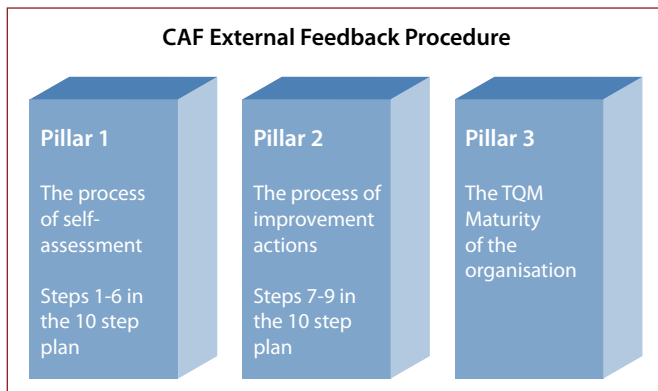 CAF External Feedback Procedure
Pillar 1
The process
of self-
assessment
Steps 1-6 in
the 10 step
plan
Pillar 2
The process of
improvement
actions
Steps 7-9 in
the 10 step
plan
Pillar 3
The TQM
Maturity
of the
organisation